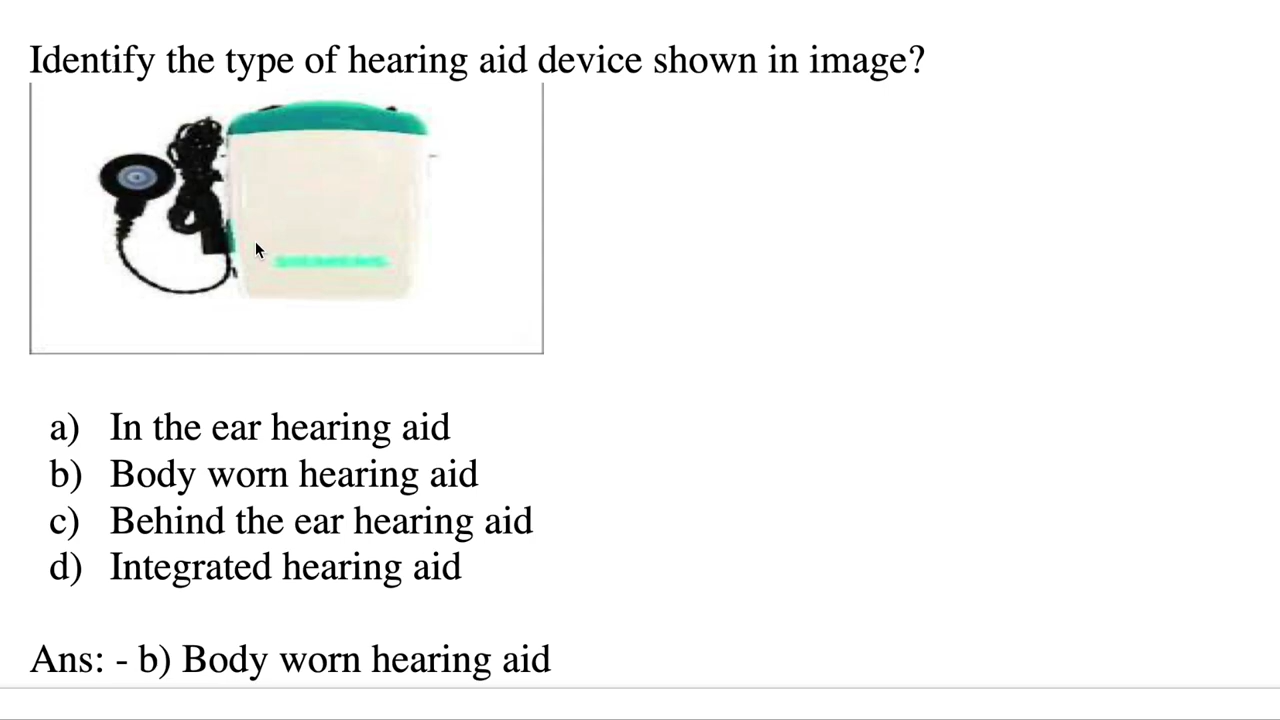 Identify the type of hearing aid device shown in image?
a) In the ear hearing aid
b) Body worn hearing aid
c) Behind the ear hearing aid
d) Integrated hearing aid
Ans: - b) Body worn hearing aid